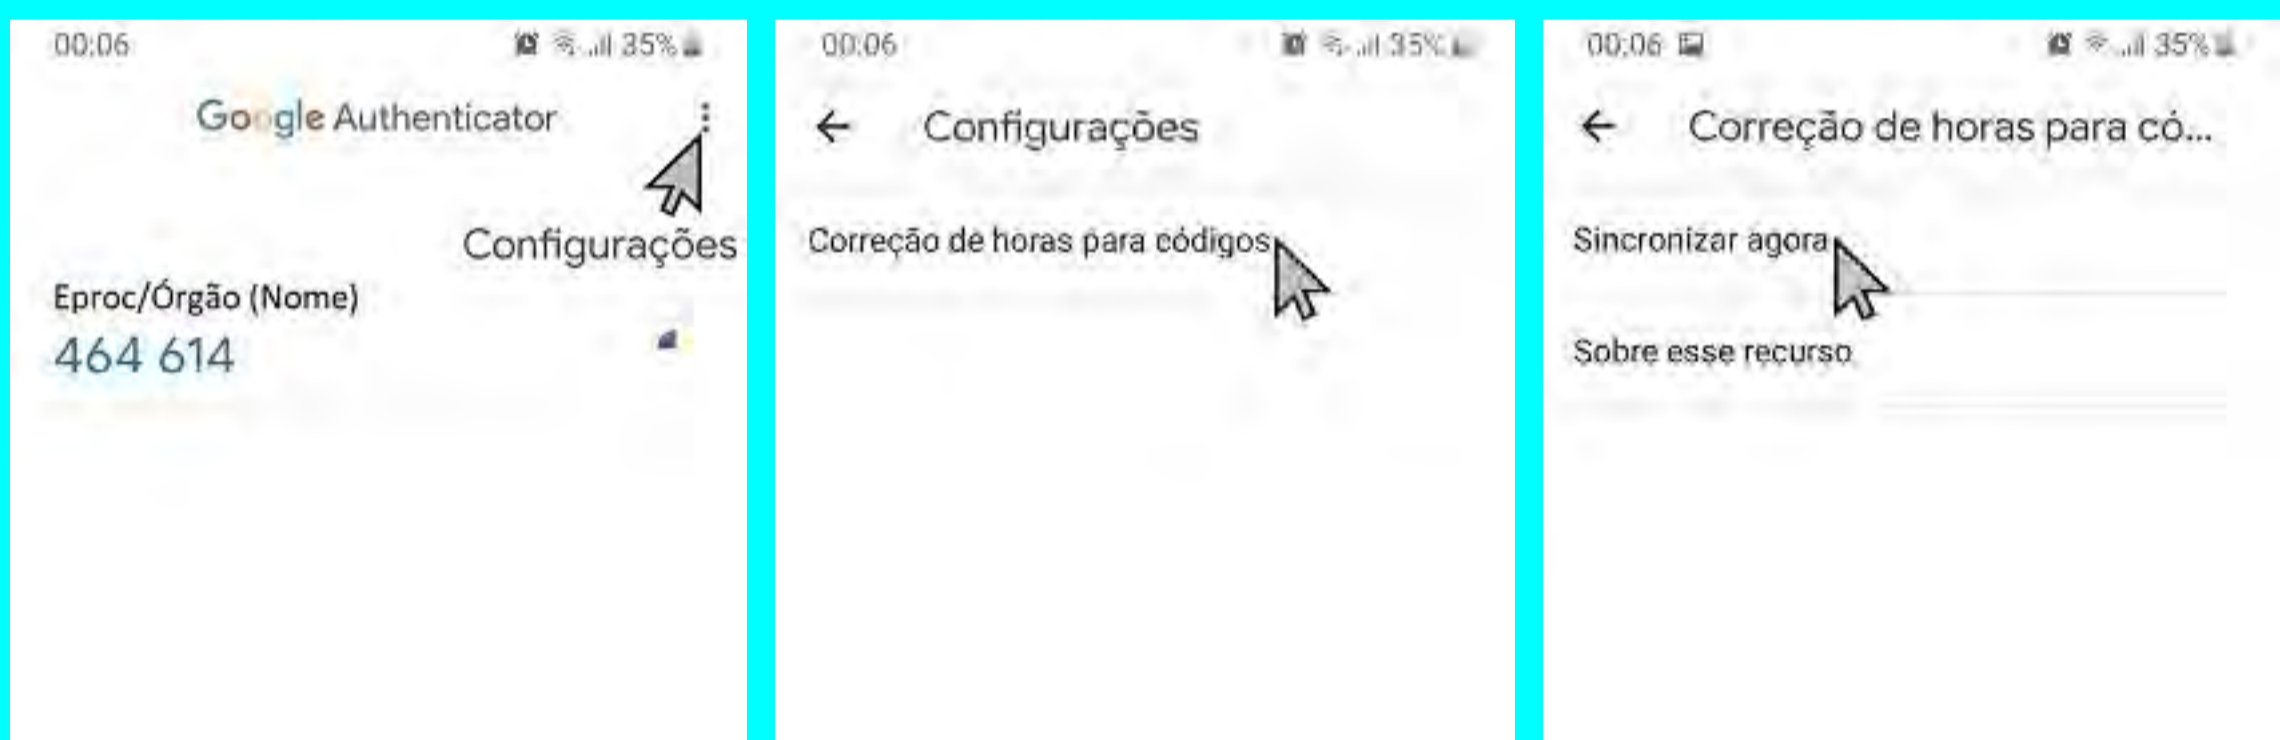 00:06 35%
Google Authenticator
Configurações
Eproc/Órgão (Nome)
464 614
00:06 35%
Configurações
Correção de horas para códigos
00:06 35%
Correção de horas para có...
Sincronizar agora
Sobre esse recurso